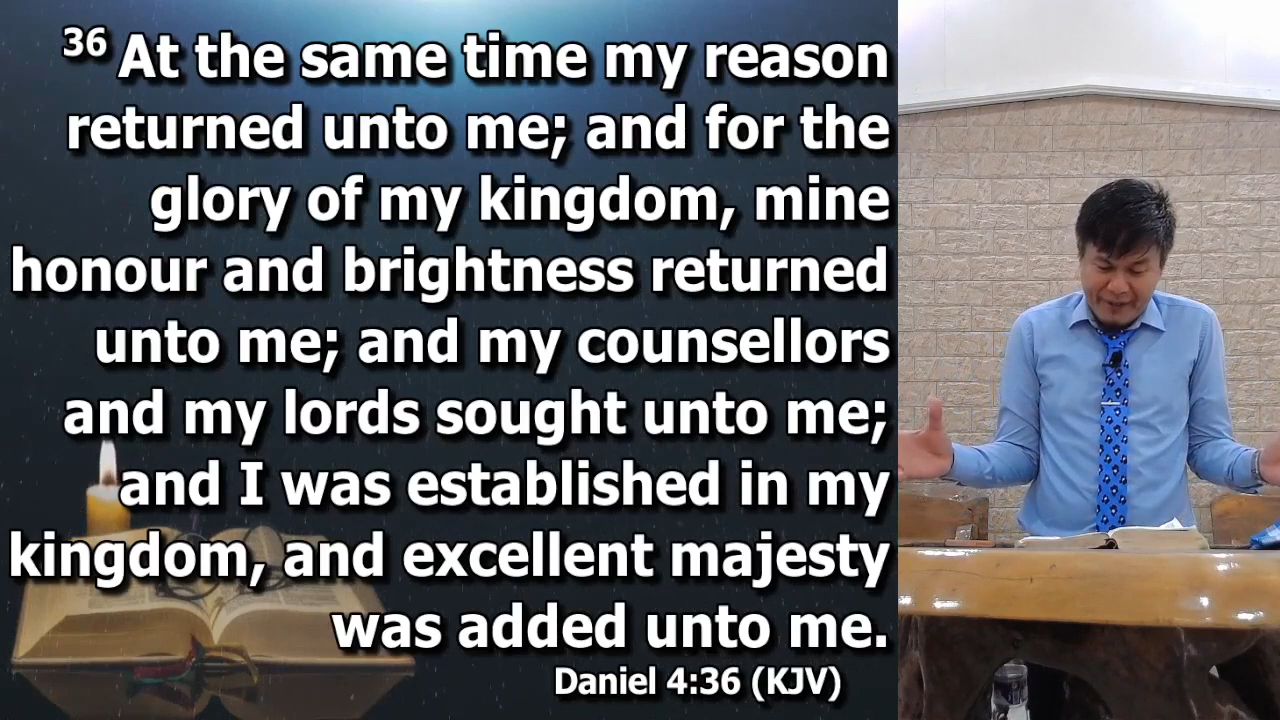 36 At the same time my reason
returned unto me; and for the
glory of my kingdom, mine
honour and brightness returned
unto me; and my counsellors
and my lords sought unto me;
and I was established in my
kingdom, and excellent majesty
was added unto me.
Daniel 4:36 (KJV)